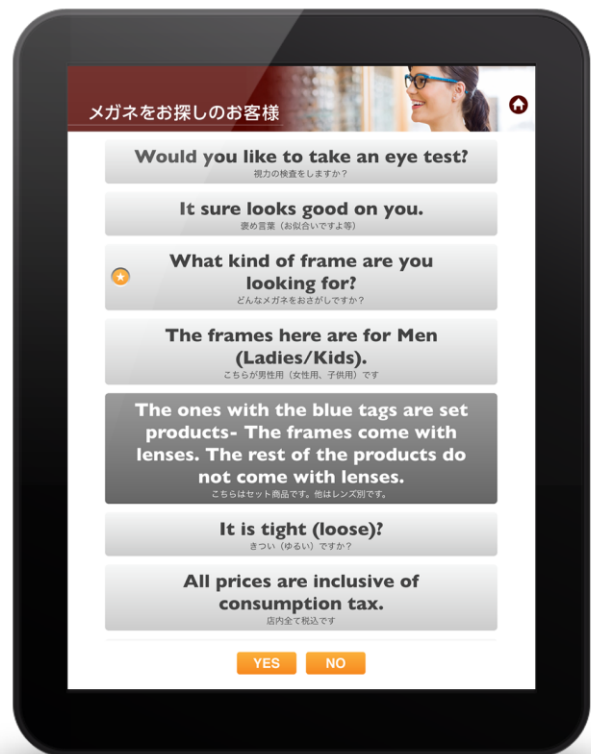 メガネをお探しのお客様
Would you like to take an eye test?
視力の検査をしますか？
It sure looks good on you.
褒め言葉（お似合いですよ等）
What kind of frame are you
looking for?
どんなメガネをおさがしですか？
The frames here are for Men
(Ladies/Kids).
こちらが男性用（女性用、子供用）です
The ones with the blue tags are set
products- The frames come with
lenses. The rest of the products do
not come with lenses.
こちらはセット商品です。他はレンズ別です。
It is tight (loose)?
きつい（ゆるい）ですか？
All prices are inclusive of
consumption tax.
店内全て税込です
YES NO